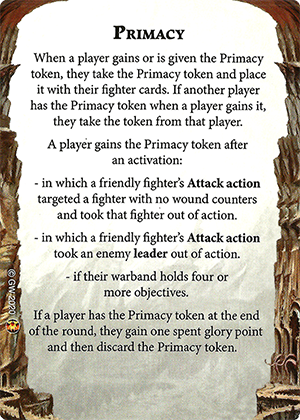 PRIMACY
When a player gains or is given the Primacy
token, they take the Primacy token and place
it with their fighter cards. If another player
has the Primacy token when a player gains it,
they take the token from that player.
A player gains the Primacy token after
an activation:
- in which a friendly fighter's Attack action
targeted a fighter with no wound counters
and took that fighter out of action.
- in which a friendly fighter's Attack action
took an enemy leader out of action.
- if their warband holds four or
more objectives.
If a player has the Primacy token at the end
of the round, they gain one spent glory point
and then discard the Primacy token.